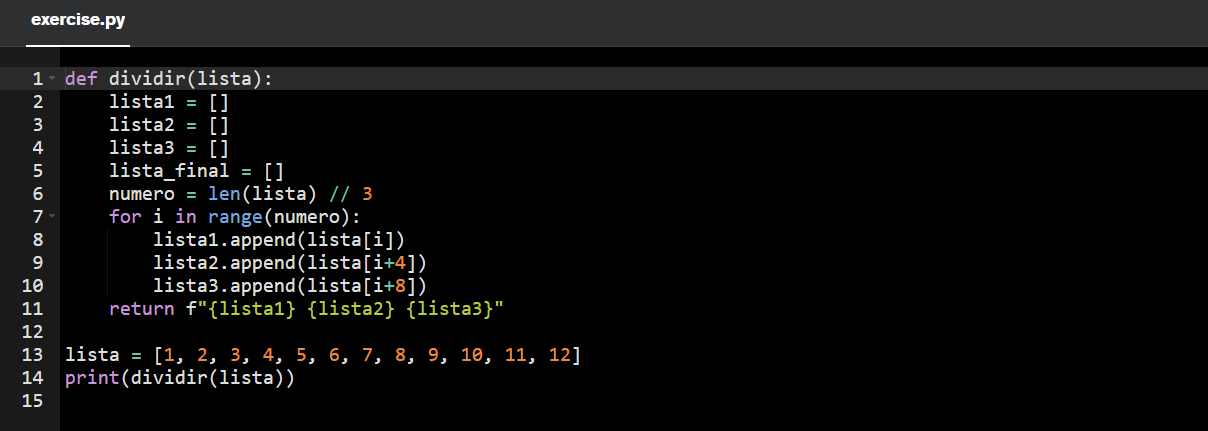 exercise.py
1 def dividir(lista):
2     lista1 = []
3     lista2 = []
4     lista3 = []
5     lista_final = []
6     numero = len(lista) // 3
7     for i in range(numero):
8         lista1.append(lista[i])
9         lista2.append(lista[i+4])
10         lista3.append(lista[i+8])
11     return f"{lista1} {lista2} {lista3}"
12
13 lista = [1, 2, 3, 4, 5, 6, 7, 8, 9, 10, 11, 12]
14 print(dividir(lista))
15